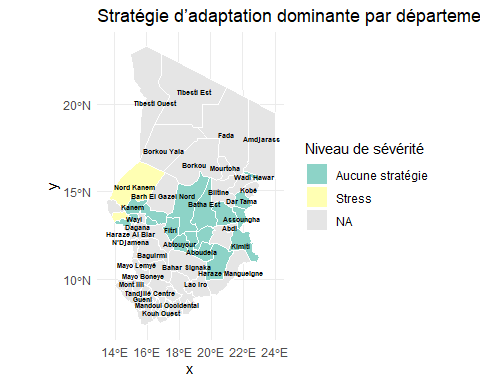 Stratégie d’adaptation dominante par départeme
Tibesti Est
Tibesti Ouest
20°N
Fada
Amdjarass
Borkou Yala
Borkou
Mourtcha
Wadi Hawar
Nord Kanem
15°N
Barh El Gazel Nord
Biltine
Kobé
Kanem
Batha Est
Dar Tama
Wayi
Assoungha
Dagana
Fitri
Abdi
Haraze Al Biar
N'Djamena
Abtouyour
Kimiti
Baguirmi
Aboudeia
Mayo Lemyé
Bahar Signaka
Haraze Mangueigne
Mayo Boneye
10°N
Mont Illi
Lac Iro
Tandjilé Centre
Gueni
Mandoul Occidental
Kouh Ouest
14°E 16°E 18°E 20°E 22°E 24°E
x
y
Niveau de sévérité
Aucune stratégie
Stress
NA